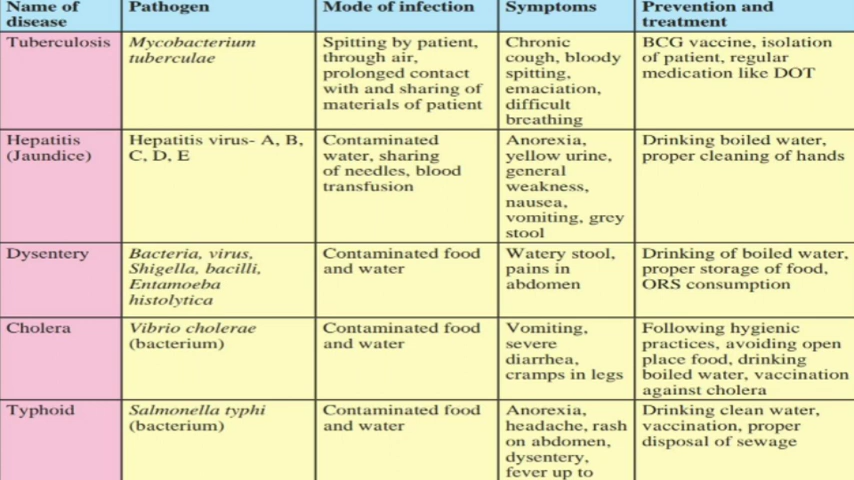 Name of
disease
Pathogen
Mode of infection
Symptoms
Prevention and
treatment
Tuberculosis
Mycobacterium
tuberculae
Spitting by patient,
through air,
prolonged contact
with and sharing of
materials of patient
Chronic
cough, bloody
spitting,
emaciation,
difficult
breathing
BCG vaccine, isolation
of patient, regular
medication like DOT
Hepatitis
(Jaundice)
Hepatitis virus- A, B,
C, D, E
Contaminated
water, sharing
of needles, blood
transfusion
Anorexia,
yellow urine,
general
weakness,
nausea,
vomiting, grey
stool
Drinking boiled water,
proper cleaning of hands
Dysentery
Bacteria, virus,
Shigella, bacilli,
Entamoeba
histolytica
Contaminated food
and water
Watery stool,
pains in
abdomen
Drinking of boiled water,
proper storage of food,
ORS consumption
Cholera
Vibrio cholerae
(bacterium)
Contaminated food
and water
Vomiting,
severe
diarrhea,
cramps in legs
Following hygienic
practices, avoiding open
place food, drinking
boiled water, vaccination
against cholera
Typhoid
Salmonella typhi
(bacterium)
Contaminated food
and water
Anorexia,
headache, rash
on abdomen,
dysentery,
fever up to
Drinking clean water,
vaccination, proper
disposal of sewage